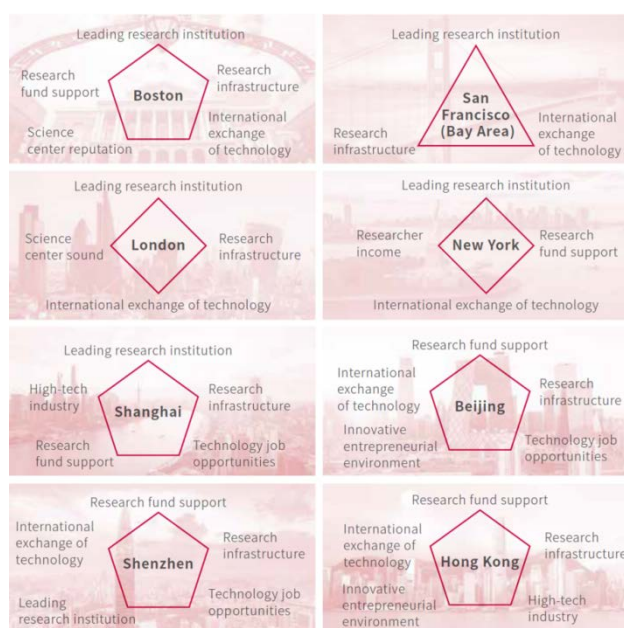 Leading research institution
Research
fund support
Research
infrastructure
Boston
Science
center reputation
International
exchange
of technology
Leading research institution
San
Francisco
(Bay Area)
Research
infrastructure
International
exchange
of technology
Leading research institution
Science
center sound
London
Research
infrastructure
International exchange of technology
Leading research institution
Researcher
income
New York
Research
fund support
International exchange of technology
Leading research institution
High-tech
industry
Research
infrastructure
Shanghai
Research
fund support
Technology job
opportunities
Research fund support
International
exchange
of technology
Research
infrastructure
Beijing
Innovative
entrepreneurial
environment
Technology job
opportunities
Research fund support
International
exchange of
technology
Research
infrastructure
Shenzhen
Leading
research institution
Technology job
opportunities
Research fund support
International
exchange of
technology
Research
infrastructure
Hong Kong
Innovative
entrepreneurial
environment
High-tech
industry